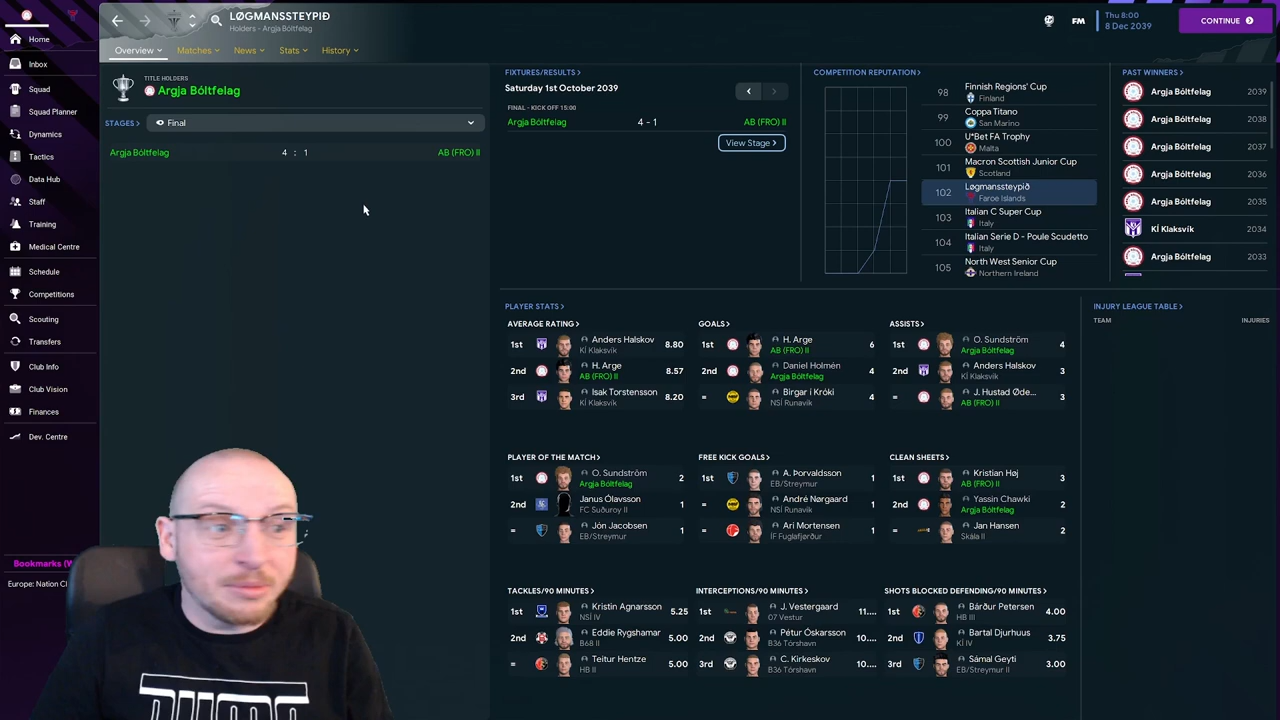 LØGMANSSTEYPIÐ
Holders - Argja Bóltfelag
FM
Thu 8:00
8 Dec 2039
CONTINUE
Overview
Matches
News
Stats
History
Home
Inbox
Squad
Squad Planner
Dynamics
Tactics
Data Hub
Staff
Training
Medical Centre
Schedule
Competitions
Scouting
Transfers
Club Info
Club Vision
Finances
Dev. Centre
Bookmarks (W
Europe: Nation Cl
TITLE HOLDERS
Argja Bóltfelag
STAGES >
Final
Argja Bóltfelag 4 : 1 AB (FRO) II
FIXTURES/RESULTS >
Saturday 1st October 2039
FINAL - KICK OFF 15:00
Argja Bóltfelag 4 - 1 AB (FRO) II
View Stage >
COMPETITION REPUTATION >
98 Finnish Regions' Cup
Finland
99 Coppa Titano
San Marino
100 U*Bet FA Trophy
Malta
101 Macron Scottish Junior Cup
Scotland
102 Løgmanssteypið
Faroe Islands
103 Italian C Super Cup
Italy
104 Italian Serie D - Poule Scudetto
Italy
105 North West Senior Cup
Northern Ireland
PAST WINNERS >
Argja Bóltfelag 2039
Argja Bóltfelag 2038
Argja Bóltfelag 2037
Argja Bóltfelag 2036
Argja Bóltfelag 2035
KÍ Klaksvík 2034
Argja Bóltfelag 2033
PLAYER STATS >
AVERAGE RATING >
1st Anders Halskov 8.80
KÍ Klaksvík
2nd H. Arge 8.57
AB (FRO) II
3rd Isak Torstensson 8.20
KÍ Klaksvík
GOALS >
1st H. Arge 6
AB (FRO) II
2nd Daniel Holmén 4
Argja Bóltfelag
= Birgar í Króki 4
NSÍ Runavík
ASSISTS >
1st O. Sundström 4
Argja Bóltfelag
2nd Anders Halskov 3
KÍ Klaksvík
= J. Hustad Øde... 3
AB (FRO) II
PLAYER OF THE MATCH >
1st O. Sundström 2
Argja Bóltfelag
2nd Janus Ólavsson 1
FC Suðuroy II
= Jón Jacobsen 1
EB/Streymur
FREE KICK GOALS >
1st A. Þorvaldsson 1
EB/Streymur
= André Nørgaard 1
NSÍ Runavík
= Ari Mortensen 1
ÍF Fuglafjørður
CLEAN SHEETS >
1st Kristian Høj 3
AB (FRO) II
2nd Yassin Chawki 2
Argja Bóltfelag
= Jan Hansen 2
Skála II
TACKLES/90 MINUTES >
1st Kristin Agnarsson 5.25
NSÍ IV
2nd Eddie Rygshamar 5.00
B68 II
= Teitur Hentze 5.00
HB II
INTERCEPTIONS/90 MINUTES >
1st J. Vestergaard 11....
07 Vestur
2nd Pétur Óskarsson 10....
B36 Tórshavn
3rd C. Kirkeskov 10....
B36 Tórshavn
SHOTS BLOCKED DEFENDING/90 MINUTES >
1st Bárður Petersen 4.00
HB III
2nd Bartal Djurhuus 3.75
KÍ IV
3rd Sámal Geyti 3.00
EB/Streymur II
INJURY LEAGUE TABLE >
TEAM INJURIES